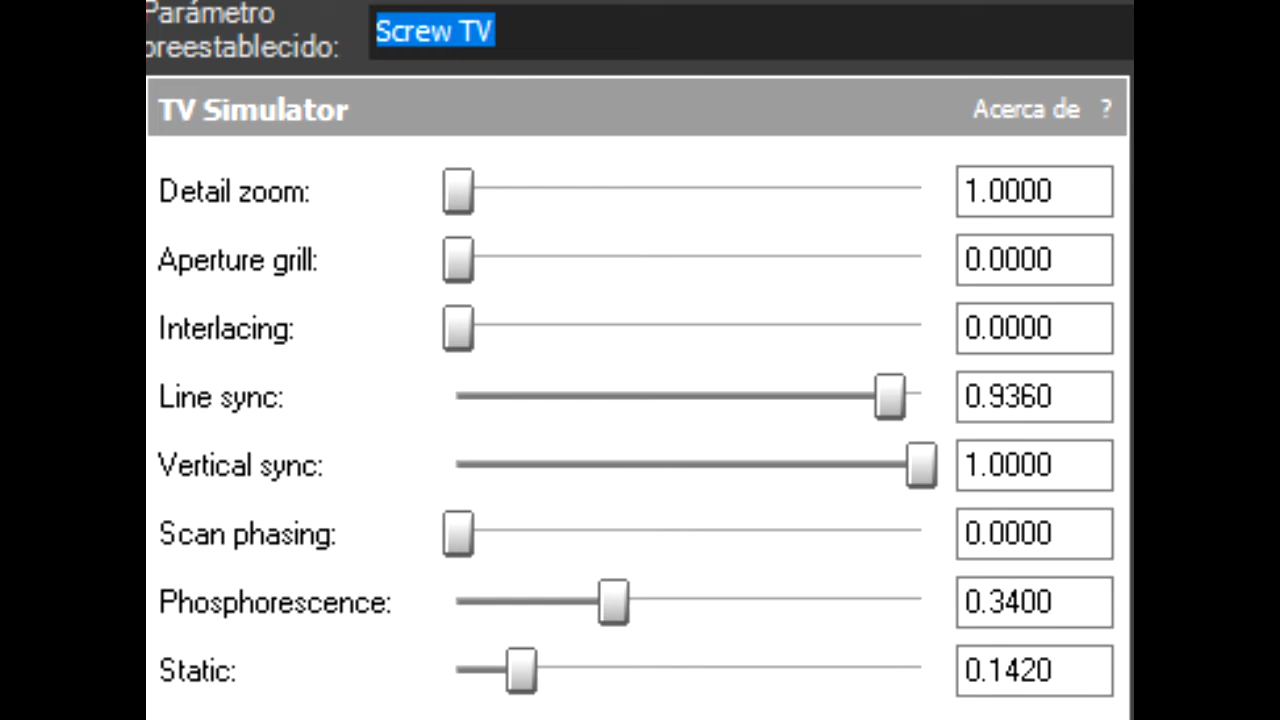 Parámetro
preestablecido:
Screw TV
TV Simulator
Acerca de ?
Detail zoom:
1.0000
Aperture grill:
0.0000
Interlacing:
0.0000
Line sync:
0.9360
Vertical sync:
1.0000
Scan phasing:
0.0000
Phosphorescence:
0.3400
Static:
0.1420